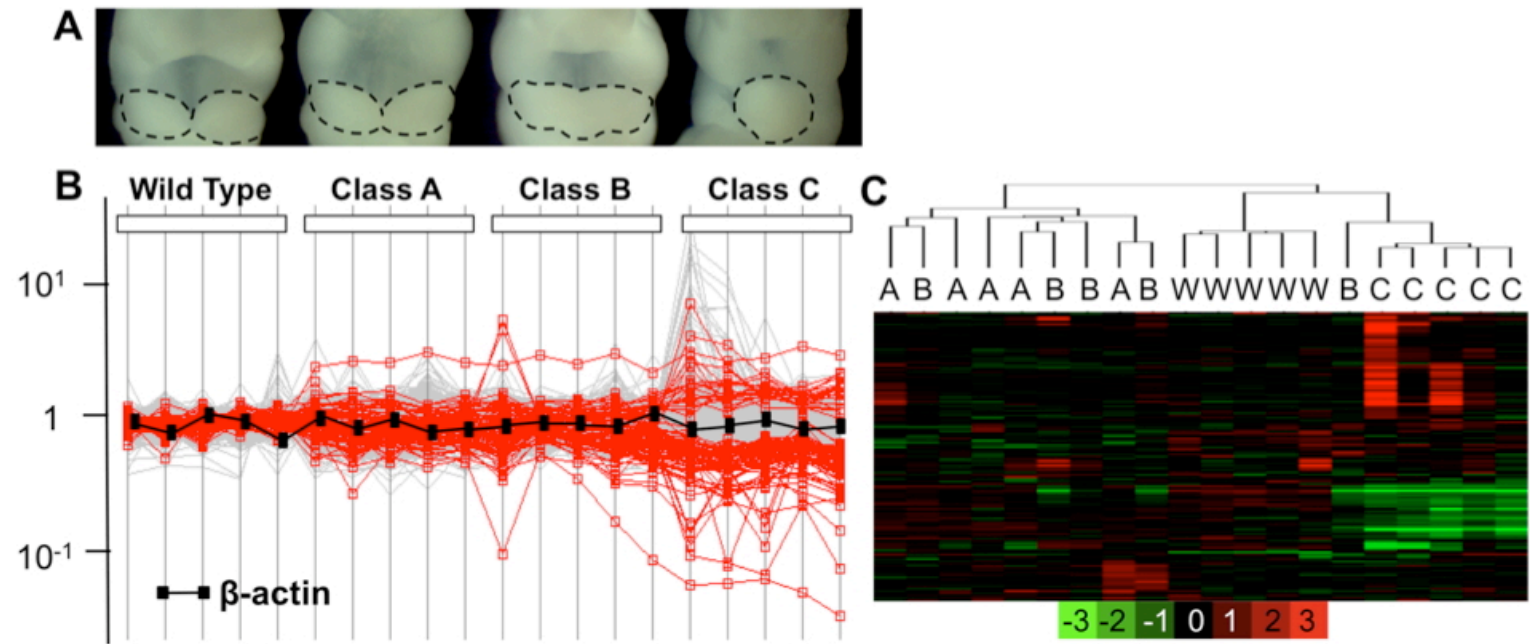 A
B
Wild Type Class A Class B Class C
10¹
1
10⁻¹
β-actin
C
A B A A A B B A B W W W W W B C C C C C
-3 -2 -1 0 1 2 3